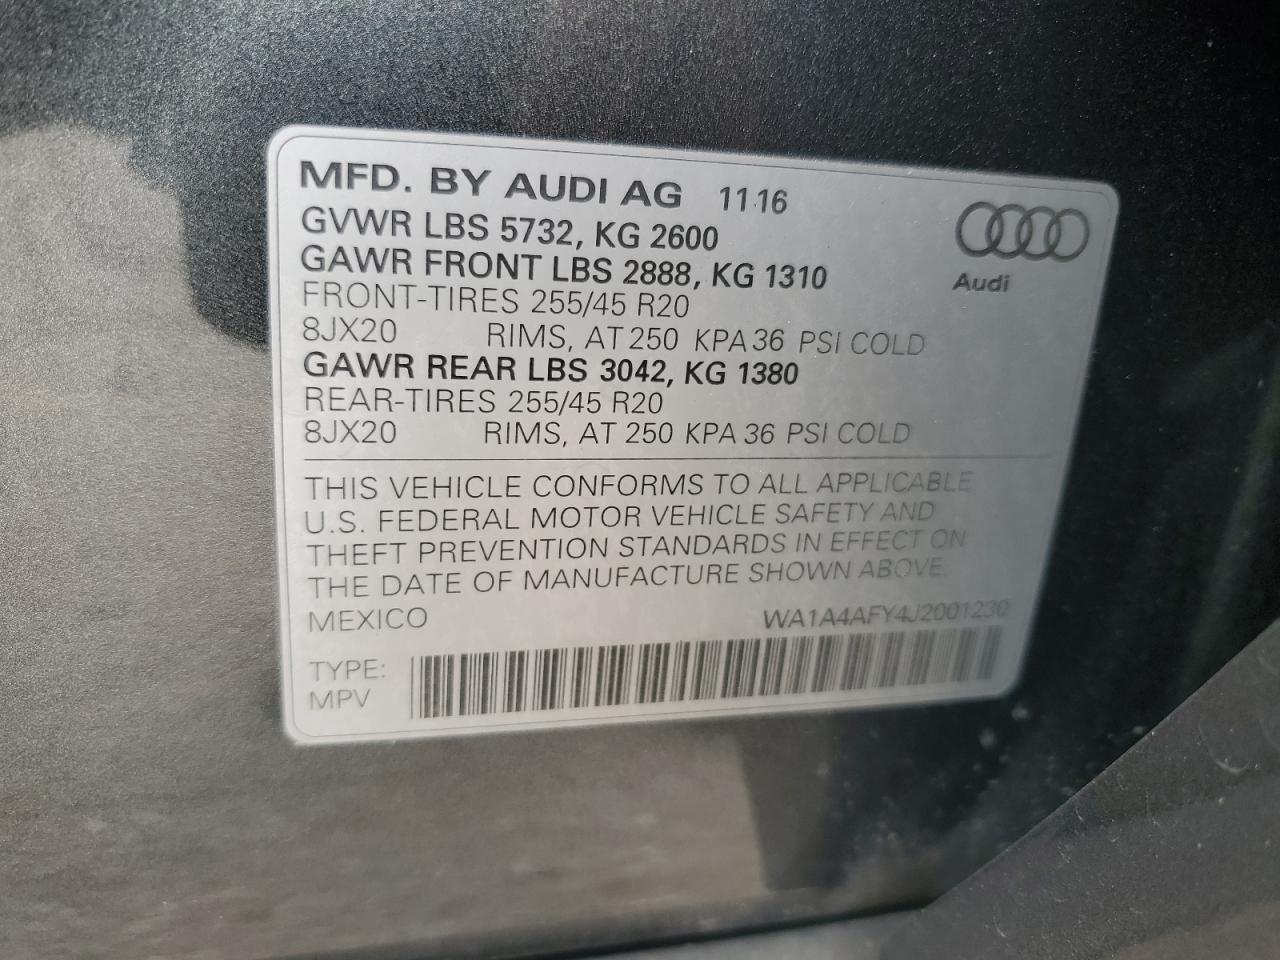 MFD. BY AUDI AG 11.16
GVWR LBS 5732, KG 2600
GAWR FRONT LBS 2888, KG 1310
FRONT-TIRES 255/45 R20
8JX20 RIMS, AT 250 KPA 36 PSI COLD
GAWR REAR LBS 3042, KG 1380
REAR-TIRES 255/45 R20
8JX20 RIMS, AT 250 KPA 36 PSI COLD
Audi
THIS VEHICLE CONFORMS TO ALL APPLICABLE
U.S. FEDERAL MOTOR VEHICLE SAFETY AND
THEFT PREVENTION STANDARDS IN EFFECT ON
THE DATE OF MANUFACTURE SHOWN ABOVE.
MEXICO WA1A4AFY4J2001230
TYPE:
MPV